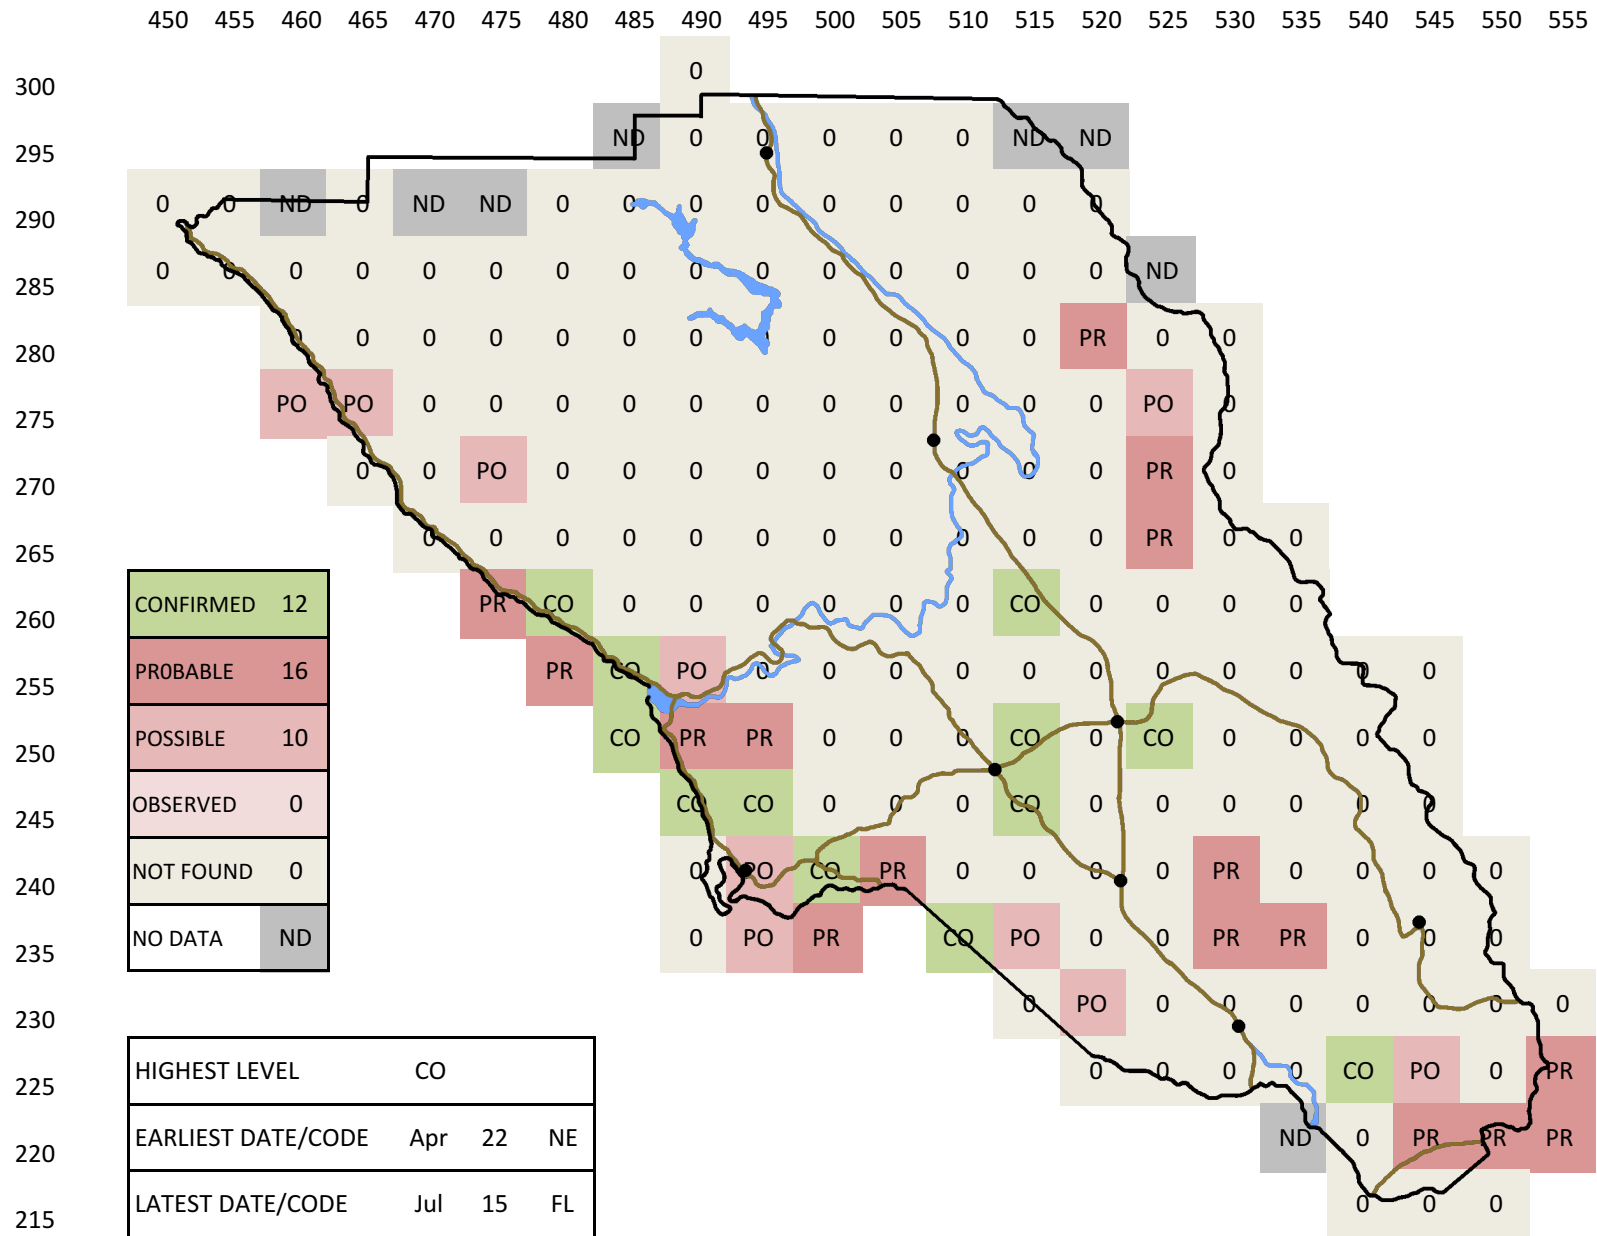 450 455 460 465 470 475 480 485 490 495 500 505 510 515 520 525 530 535 540 545 550 555
300 0
295 ND 0 0 0 0 0 ND ND
290 0 0 ND 0 ND ND 0 0 0 0 0 0 0 0 0
285 0 0 0 0 0 0 0 0 0 0 0 0 0 0 0 ND
280 0 0 0 0 0 0 0 0 0 0 0 0 PR 0 0
275 PO PO 0 0 0 0 0 0 0 0 0 0 0 PO 0
270 0 0 PO 0 0 0 0 0 0 0 0 0 PR 0
265 0 0 0 0 0 0 0 0 0 0 0 PR 0 0
260 CONFIRMED 12 PR CO 0 0 0 0 0 0 CO 0 0 0 0
255 PR0BABLE 16 PR CO PO 0 0 0 0 0 0 0 0 0 0 0
250 POSSIBLE 10 CO PR PR 0 0 0 CO 0 CO 0 0 0 0
245 OBSERVED 0 CO CO 0 0 0 CO 0 0 0 0 0 0
240 NOT FOUND 0 0 PO CO PR 0 0 0 0 PR 0 0 0 0
235 NO DATA ND 0 PO PR CO PO 0 0 PR PR 0 0 0
230 0 PO 0 0 0 0 0 0 0
225 HIGHEST LEVEL CO 0 0 0 0 CO PO 0 PR
220 EARLIEST DATE/CODE Apr 22 NE ND 0 PR PR PR
215 LATEST DATE/CODE Jul 15 FL 0 0 0